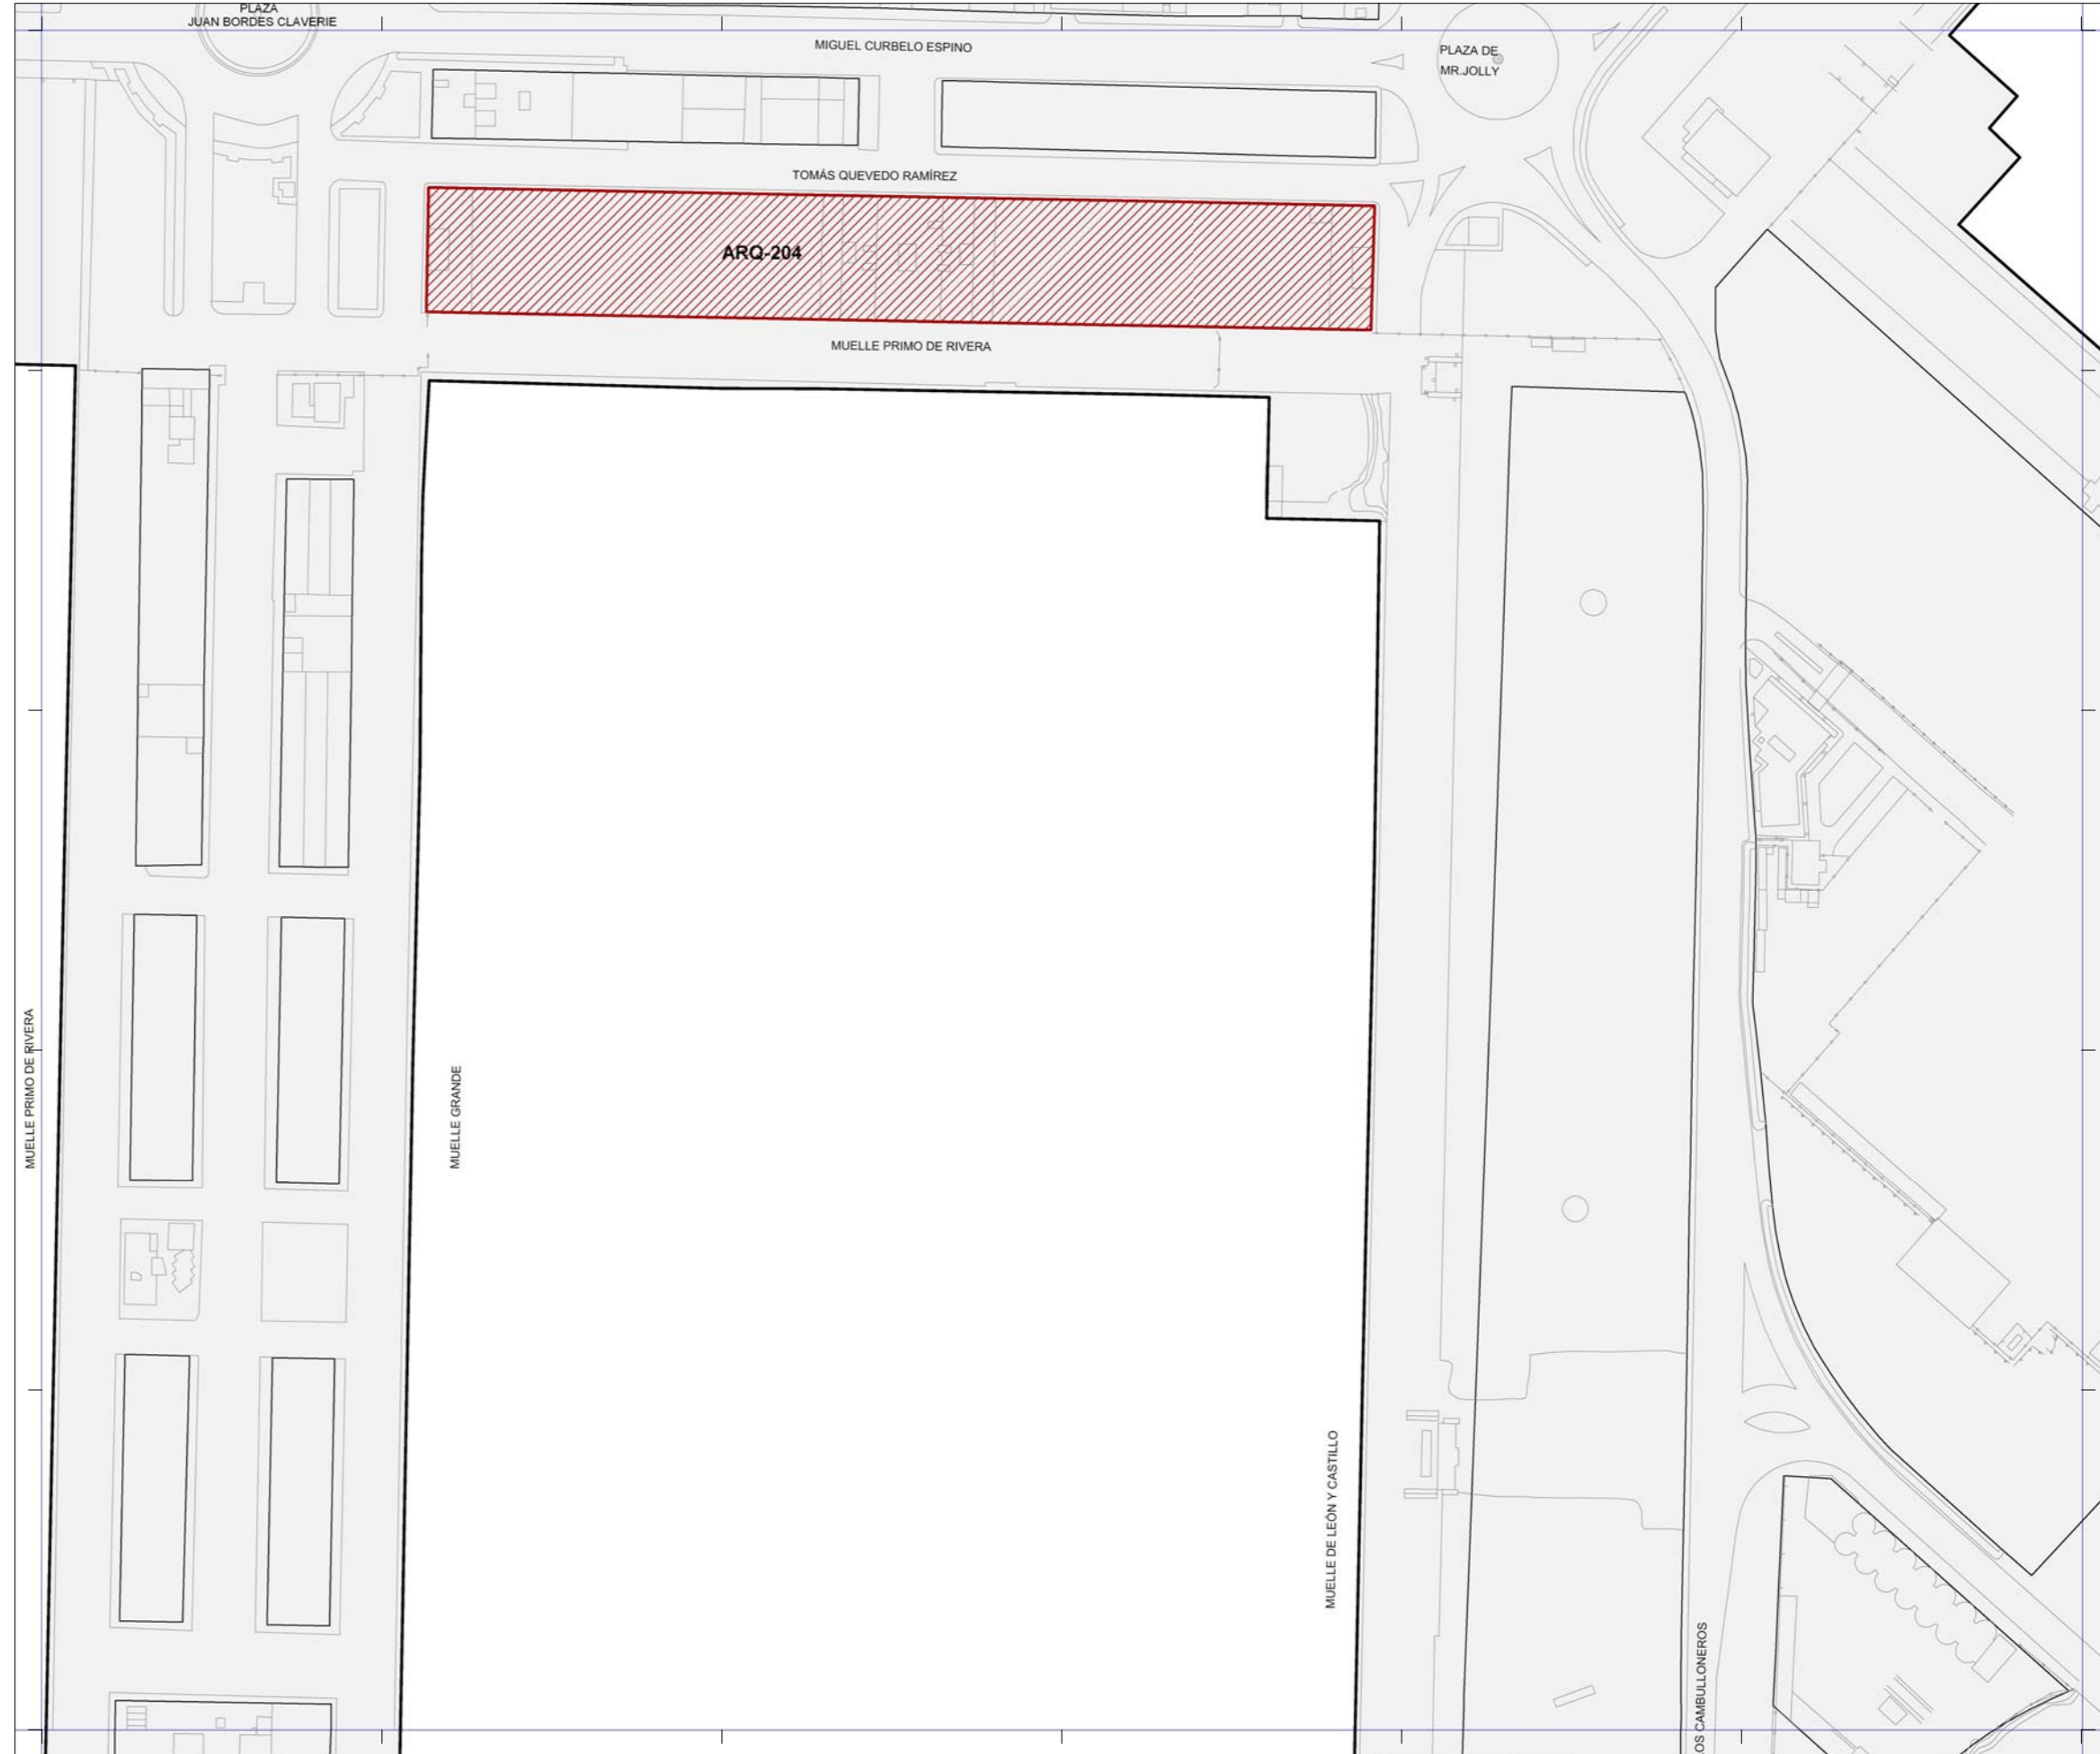 PLAZA
JUAN BORDES CLAVERIE
MIGUEL CURBELO ESPINO
PLAZA DE
MR.JOLLY
TOMÁS QUEVEDO RAMÍREZ
ARQ-204
MUELLE PRIMO DE RIVERA
MUELLE PRIMO DE RIVERA
MUELLE GRANDE
MUELLE DE LEÓN Y CASTILLO
OS CAMBULLONEROS